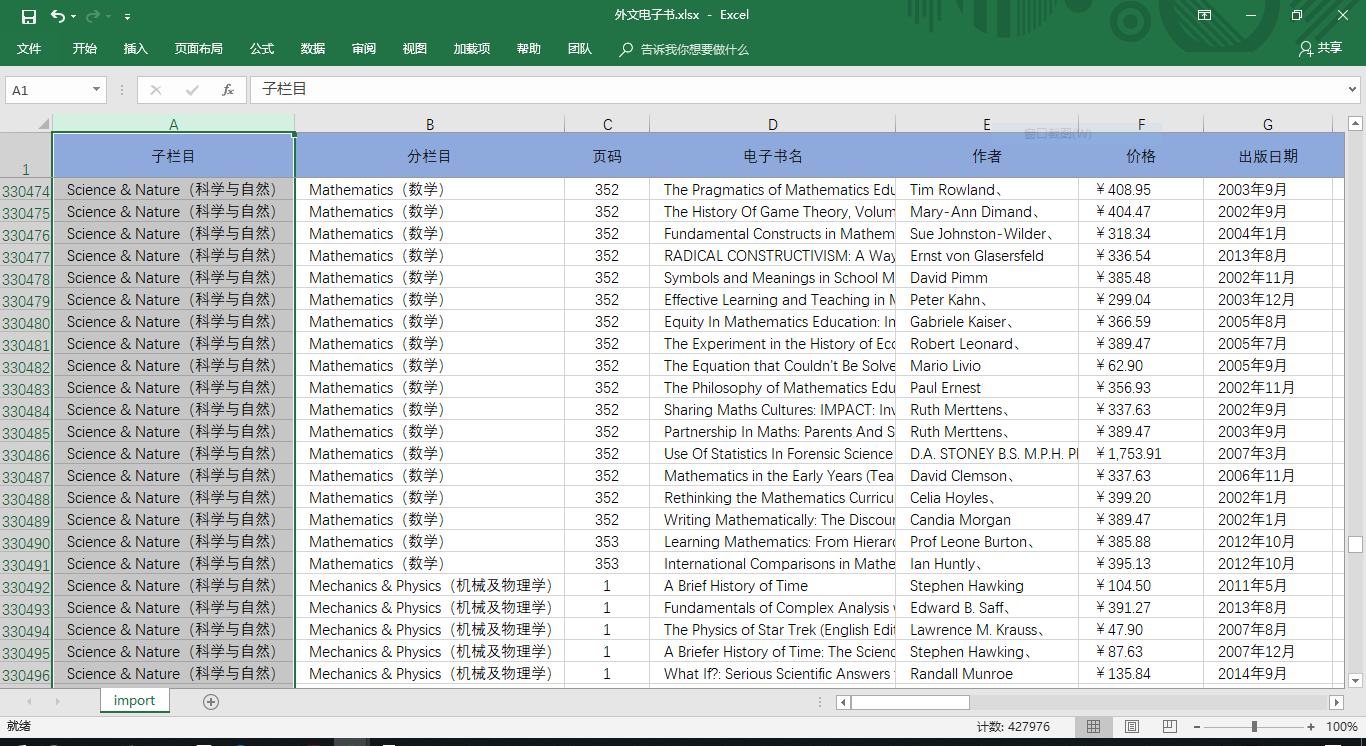 外文电子书.xlsx - Excel
文件 开始 插入 页面布局 公式 数据 审阅 视图 加载项 帮助 团队 告诉我你想要做什么 共享
A1 fx 子栏目
A B C D E F G
窗口截图(W)
1 子栏目 分栏目 页码 电子书名 作者 价格 出版日期
330474 Science & Nature（科学与自然） Mathematics（数学） 352 The Pragmatics of Mathematics Edu Tim Rowland、 ￥408.95 2003年9月
330475 Science & Nature（科学与自然） Mathematics（数学） 352 The History Of Game Theory, Volum Mary-Ann Dimand、 ￥404.47 2002年9月
330476 Science & Nature（科学与自然） Mathematics（数学） 352 Fundamental Constructs in Mathem Sue Johnston-Wilder、 ￥318.34 2004年1月
330477 Science & Nature（科学与自然） Mathematics（数学） 352 RADICAL CONSTRUCTIVISM: A Way Ernst von Glasersfeld ￥336.54 2013年8月
330478 Science & Nature（科学与自然） Mathematics（数学） 352 Symbols and Meanings in School M David Pimm ￥385.48 2002年11月
330479 Science & Nature（科学与自然） Mathematics（数学） 352 Effective Learning and Teaching in M Peter Kahn、 ￥299.04 2003年12月
330480 Science & Nature（科学与自然） Mathematics（数学） 352 Equity In Mathematics Education: In Gabriele Kaiser、 ￥366.59 2005年8月
330481 Science & Nature（科学与自然） Mathematics（数学） 352 The Experiment in the History of Eco Robert Leonard、 ￥389.47 2005年7月
330482 Science & Nature（科学与自然） Mathematics（数学） 352 The Equation that Couldn't Be Solve Mario Livio ￥62.90 2005年9月
330483 Science & Nature（科学与自然） Mathematics（数学） 352 The Philosophy of Mathematics Edu Paul Ernest ￥356.93 2002年11月
330484 Science & Nature（科学与自然） Mathematics（数学） 352 Sharing Maths Cultures: IMPACT: Inv Ruth Merttens、 ￥337.63 2002年9月
330485 Science & Nature（科学与自然） Mathematics（数学） 352 Partnership In Maths: Parents And S Ruth Merttens、 ￥389.47 2003年9月
330486 Science & Nature（科学与自然） Mathematics（数学） 352 Use Of Statistics In Forensic Science D.A. STONEY B.S. M.P.H. P ￥1,753.91 2007年3月
330487 Science & Nature（科学与自然） Mathematics（数学） 352 Mathematics in the Early Years (Tea David Clemson、 ￥337.63 2006年11月
330488 Science & Nature（科学与自然） Mathematics（数学） 352 Rethinking the Mathematics Curricu Celia Hoyles、 ￥399.20 2002年1月
330489 Science & Nature（科学与自然） Mathematics（数学） 352 Writing Mathematically: The Discour Candia Morgan ￥389.47 2002年1月
330490 Science & Nature（科学与自然） Mathematics（数学） 353 Learning Mathematics: From Hierarc Prof Leone Burton、 ￥385.88 2012年10月
330491 Science & Nature（科学与自然） Mathematics（数学） 353 International Comparisons in Mathe Ian Huntly、 ￥395.13 2012年10月
330492 Science & Nature（科学与自然） Mechanics & Physics（机械及物理学） 1 A Brief History of Time Stephen Hawking ￥104.50 2011年5月
330493 Science & Nature（科学与自然） Mechanics & Physics（机械及物理学） 1 Fundamentals of Complex Analysis Edward B. Saff、 ￥391.27 2013年8月
330494 Science & Nature（科学与自然） Mechanics & Physics（机械及物理学） 1 The Physics of Star Trek (English Edit Lawrence M. Krauss、 ￥47.90 2007年8月
330495 Science & Nature（科学与自然） Mechanics & Physics（机械及物理学） 1 A Briefer History of Time: The Scienc Stephen Hawking、 ￥87.63 2007年12月
330496 Science & Nature（科学与自然） Mechanics & Physics（机械及物理学） 1 What If?: Serious Scientific Answers Randall Munroe ￥135.84 2014年9月
import
就绪 计数: 427976 100%